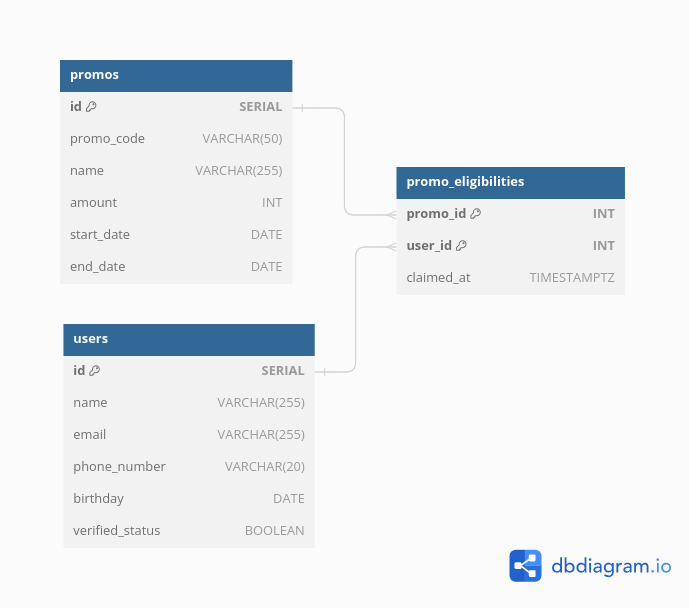 promos
id SERIAL
promo_code VARCHAR(50)
name VARCHAR(255)
amount INT
start_date DATE
end_date DATE
promo_eligibilities
promo_id INT
user_id INT
claimed_at TIMESTAMPTZ
users
id SERIAL
name VARCHAR(255)
email VARCHAR(255)
phone_number VARCHAR(20)
birthday DATE
verified_status BOOLEAN
dbdiagram.io